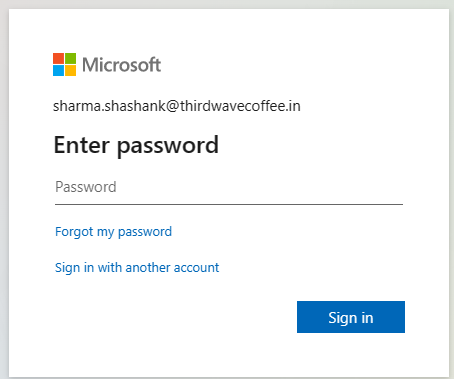 Microsoft
sharma.shashank@thirdwavecoffee.in
Enter password
Password
Forgot my password
Sign in with another account
Sign in